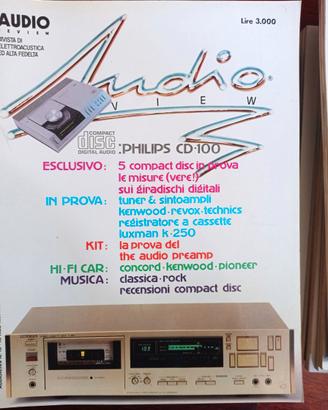 AUDIO
REVIEW
RIVISTA DI
ELETTROACUSTICA
ED ALTA FEDELTÀ
Lire 3.000
Audio
VIEW
COMPACT
disc
DIGITAL AUDIO
:PHILIPS CD·100
ESCLUSIVO: 5 compact disc in prova
le misure (vere!)
sui giradischi digitali
IN PROVA: tuner & sintoampli
kenwood·revox·technics
registratore a cassette
luxman k·250
KIT: la prova del
the audio preamp
HI·FI CAR: concord·kenwood·pioneer
MUSICA: classica·rock
recensioni compact disc